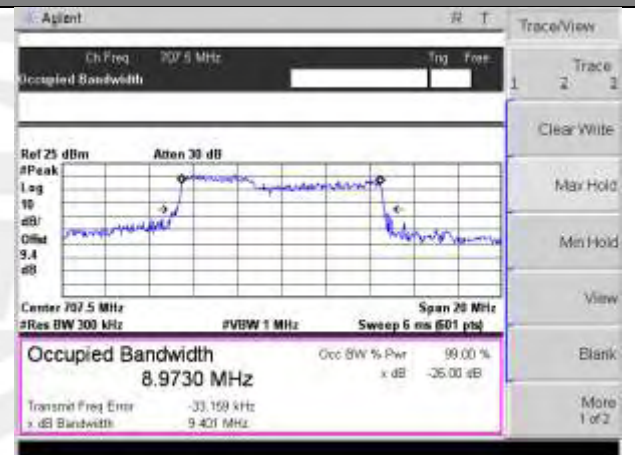 Agilent R T
Trace/View
Ch Freq 707.5 MHz Trig Free
Occupied Bandwidth
Trace
1 2 3
Clear Write
Ref 25 dBm Atten 30 dB
#Peak
Log
10
dB/
Offst
9.4
dB
Max Hold
Min Hold
View
Center 707.5 MHz Span 20 MHz
#Res BW 300 kHz #VBW 1 MHz Sweep 6 ms (601 pts)
Occupied Bandwidth Occ BW % Pwr 99.00 %
8.9730 MHz x dB -26.00 dB
Blank
Transmit Freq Error -33.159 kHz
x dB Bandwidth 9.401 MHz
More
1 of 2